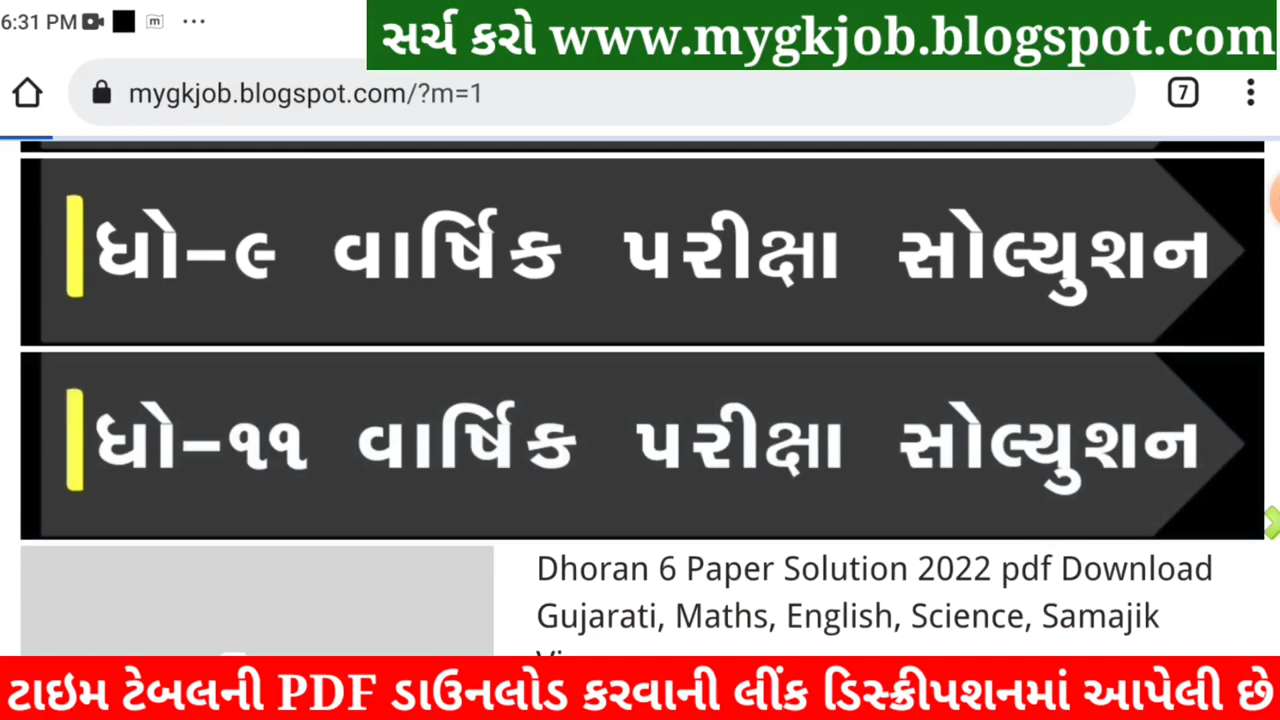 6:31 PM
સર્ચ કરો www.mygkjob.blogspot.com
mygkjob.blogspot.com/?m=1
7
ધો-૯ વાર્ષિક પરીક્ષા સોલ્યુશન
ધો-૧૧ વાર્ષિક પરીક્ષા સોલ્યુશન
Dhoran 6 Paper Solution 2022 pdf Download
Gujarati, Maths, English, Science, Samajik
ટાઇમ ટેબલની PDF ડાઉનલોડ કરવાની લીંક ડિસ્ક્રીપશનમાં આપેલી છે